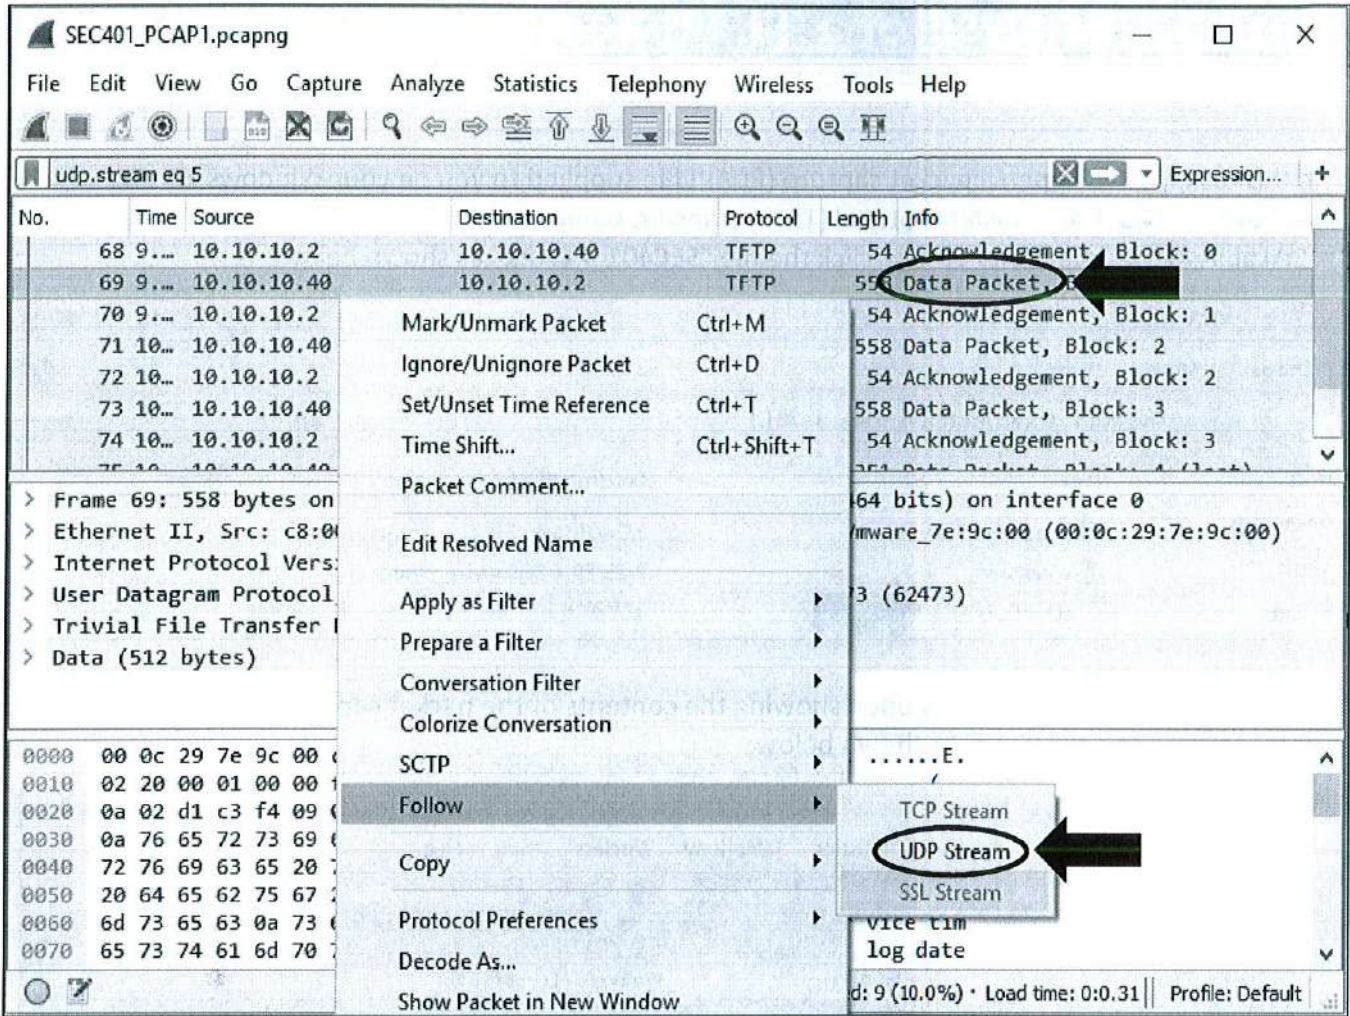 SEC401_PCAP1.pcapng
File Edit View Go Capture Analyze Statistics Telephony Wireless Tools Help
udp.stream eq 5 Expression... +
No. Time Source Destination Protocol Length Info
68 9.... 10.10.10.2 10.10.10.40 TFTP 54 Acknowledgement, Block: 0
69 9.... 10.10.10.40 10.10.10.2 TFTP 558 Data Packet,
70 9.... 10.10.10.2 54 Acknowledgement, Block: 1
71 10... 10.10.10.40 558 Data Packet, Block: 2
72 10... 10.10.10.2 54 Acknowledgement, Block: 2
73 10... 10.10.10.40 558 Data Packet, Block: 3
74 10... 10.10.10.2 54 Acknowledgement, Block: 3
Mark/Unmark Packet Ctrl+M
Ignore/Unignore Packet Ctrl+D
Set/Unset Time Reference Ctrl+T
Time Shift... Ctrl+Shift+T
Packet Comment...
Edit Resolved Name
Apply as Filter
Prepare a Filter
Conversation Filter
Colorize Conversation
SCTP
Follow
Copy
Protocol Preferences
Decode As...
Show Packet in New Window
TCP Stream
UDP Stream
SSL Stream
> Frame 69: 558 bytes on 464 bits) on interface 0
> Ethernet II, Src: c8:00 mware_7e:9c:00 (00:0c:29:7e:9c:00)
> Internet Protocol Vers
> User Datagram Protocol 3 (62473)
> Trivial File Transfer
> Data (512 bytes)
0000 00 0c 29 7e 9c 00 ......E.
0010 02 20 00 01 00 00
0020 0a 02 d1 c3 f4 09
0030 0a 76 65 72 73 69
0040 72 76 69 63 65 20
0050 20 64 65 62 75 67
0060 6d 73 65 63 0a 73 vice tim
0070 65 73 74 61 6d 70 log date
d: 9 (10.0%) · Load time: 0:0.31 Profile: Default